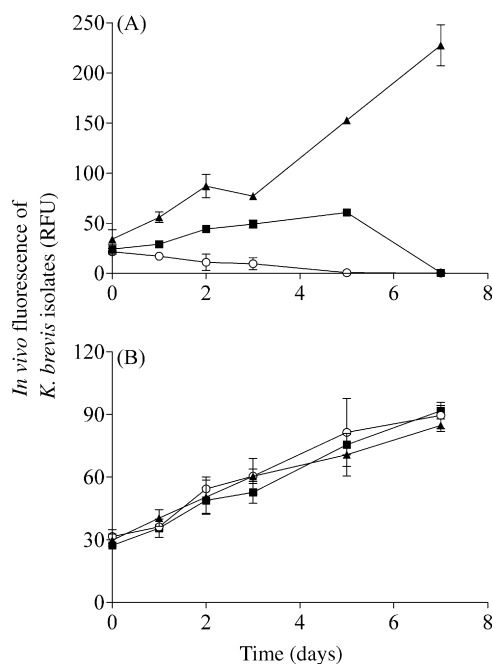 (A)
250
200
150
100
50
0
0 2 4 6 8
In vivo fluorescence of
K. brevis isolates (RFU)
(B)
120
90
60
30
0
0 2 4 6 8
Time (days)